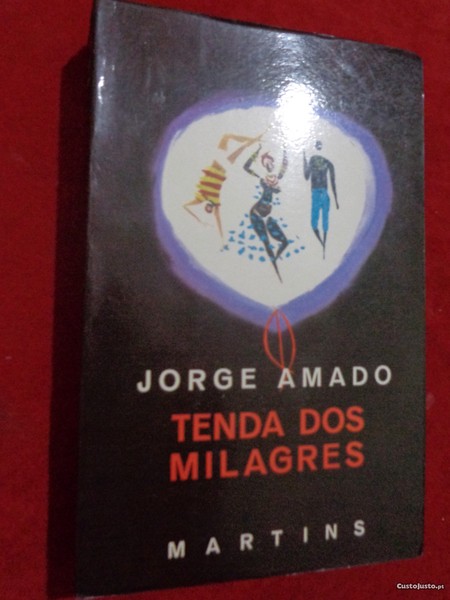 JORGE AMADO
TENDA DOS
MILAGRES
MARTINS
CustoJusto.pt